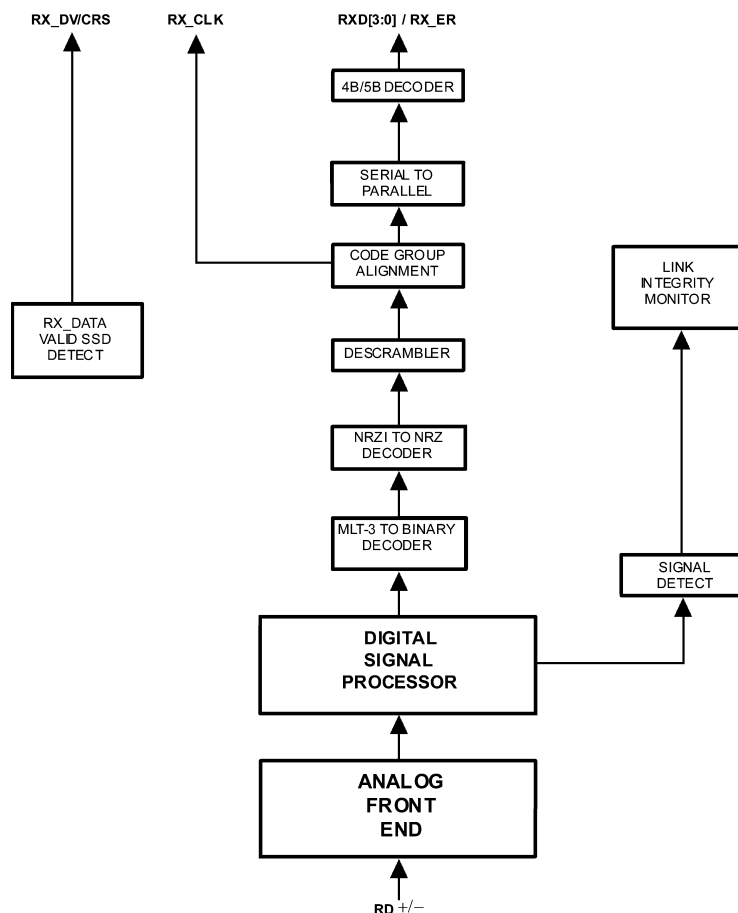 RX_DV/CRS
RX_CLK
RXD[3:0] / RX_ER
4B/5B DECODER
SERIAL TO
PARALLEL
CODE GROUP
ALIGNMENT
LINK
INTEGRITY
MONITOR
RX_DATA
VALID SSD
DETECT
DESCRAMBLER
NRZI TO NRZ
DECODER
MLT-3 TO BINARY
DECODER
SIGNAL
DETECT
DIGITAL
SIGNAL
PROCESSOR
ANALOG
FRONT
END
RD +/−